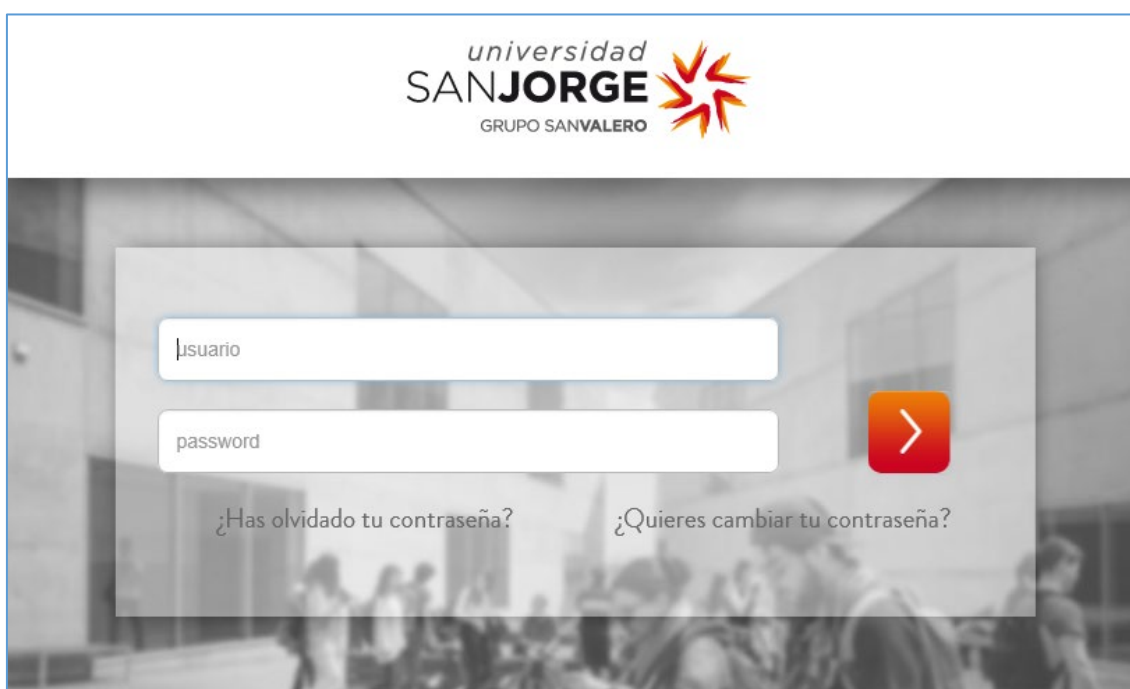 universidad
SANJORGE
GRUPO SANVALERO
usuario
password
¿Has olvidado tu contraseña? ¿Quieres cambiar tu contraseña?